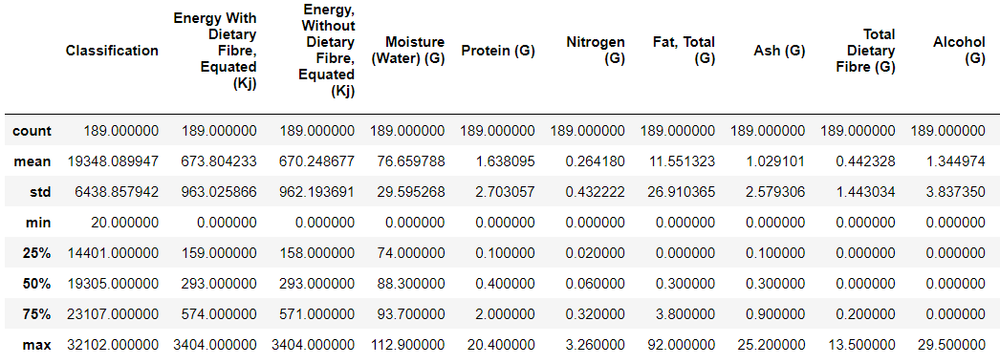 Classification Energy With Dietary Fibre, Equated (Kj) Energy, Without Dietary Fibre, Equated (Kj) Moisture (Water) (G) Protein (G) Nitrogen (G) Fat, Total (G) Ash (G) Total Dietary Fibre (G) Alcohol (G)
count 189.000000 189.000000 189.000000 189.000000 189.000000 189.000000 189.000000 189.000000 189.000000 189.000000
mean 19348.089947 673.804233 670.248677 76.659788 1.638095 0.264180 11.551323 1.029101 0.442328 1.344974
std 6438.857942 963.025866 962.193691 29.595268 2.703057 0.432222 26.910365 2.579306 1.443034 3.837350
min 20.000000 0.000000 0.000000 0.000000 0.000000 0.000000 0.000000 0.000000 0.000000 0.000000
25% 14401.000000 159.000000 158.000000 74.000000 0.100000 0.020000 0.000000 0.100000 0.000000 0.000000
50% 19305.000000 293.000000 293.000000 88.300000 0.400000 0.060000 0.300000 0.300000 0.000000 0.000000
75% 23107.000000 574.000000 571.000000 93.700000 2.000000 0.320000 3.800000 0.900000 0.200000 0.000000
max 32102.000000 3404.000000 3404.000000 112.900000 20.400000 3.260000 92.000000 25.200000 13.500000 29.500000